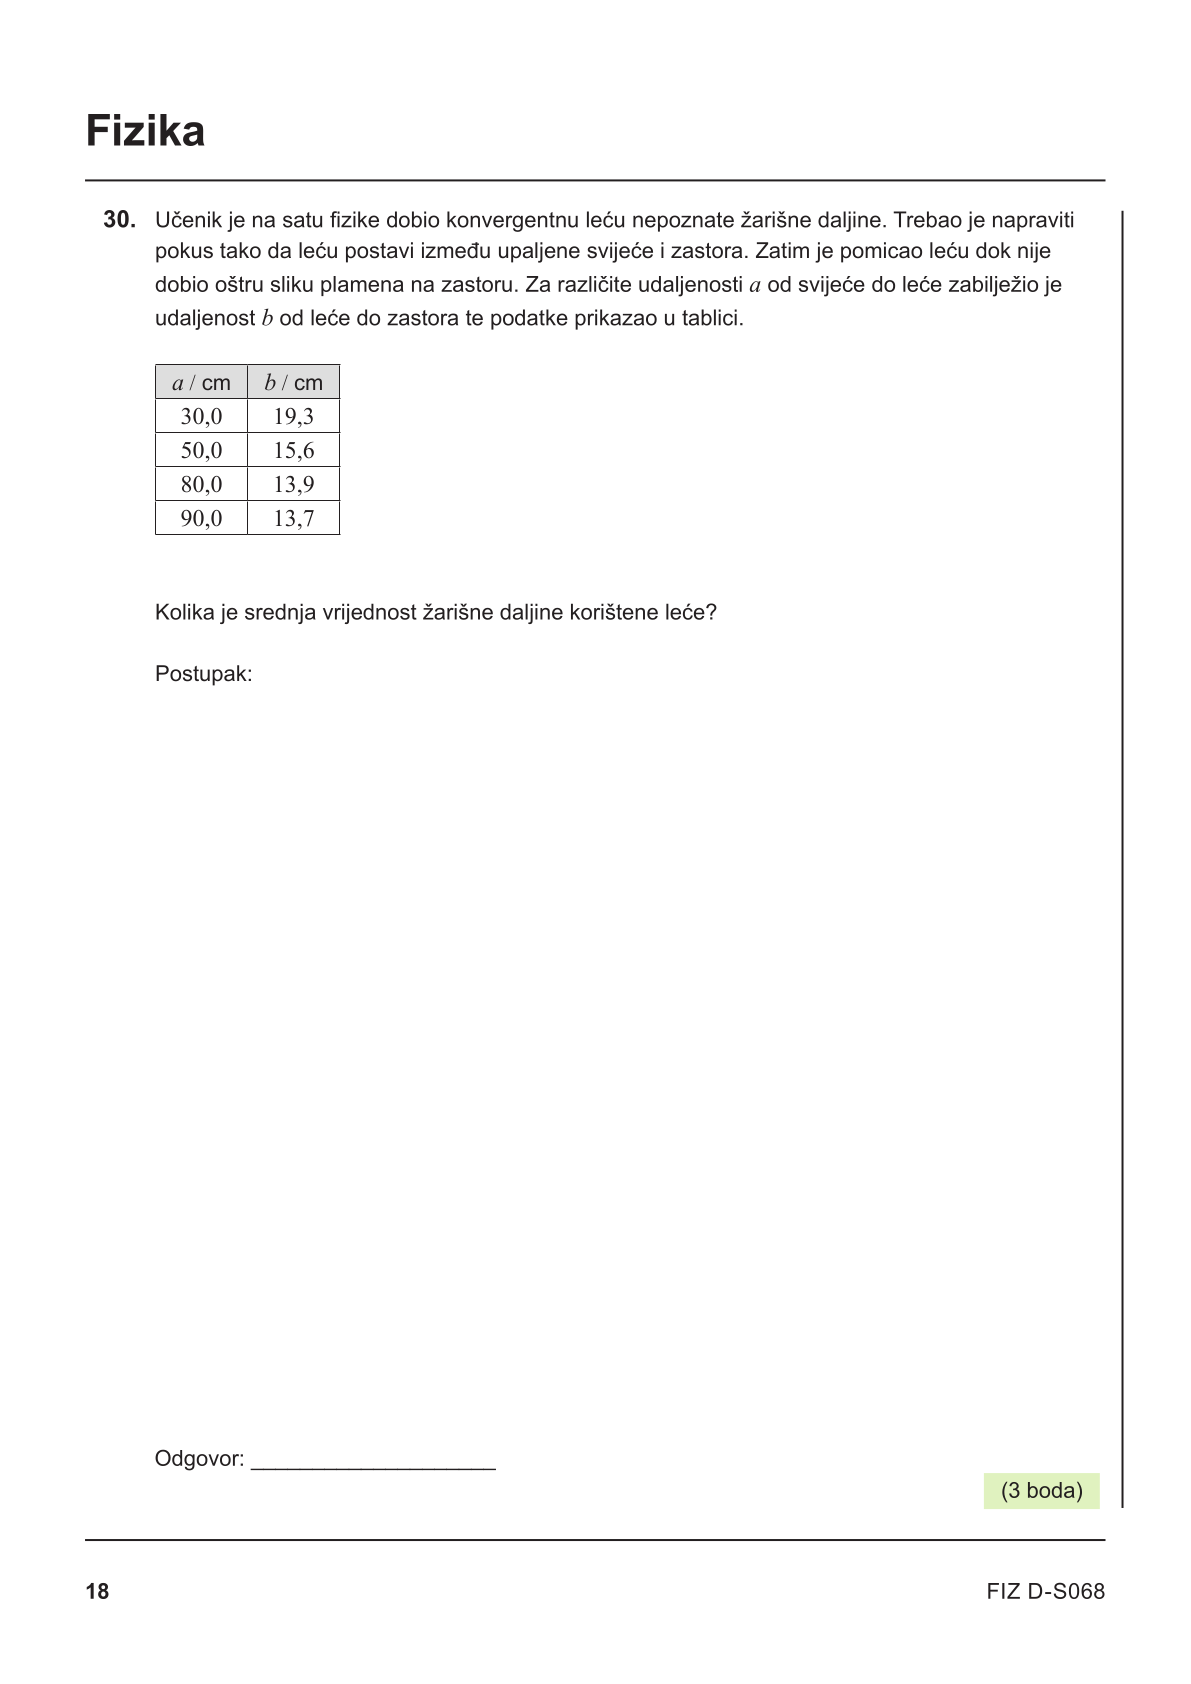 Fizika
30. Učenik je na satu fizike dobio konvergentnu leću nepoznate žarišne daljine. Trebao je napraviti
pokus tako da leću postavi između upaljene svijeće i zastora. Zatim je pomicao leću dok nije
dobio oštru sliku plamena na zastoru. Za različite udaljenosti a od svijeće do leće zabilježio je
udaljenost b od leće do zastora te podatke prikazao u tablici.
a / cm b / cm
30,0 19,3
50,0 15,6
80,0 13,9
90,0 13,7
Kolika je srednja vrijednost žarišne daljine korištene leće?
Postupak:
Odgovor: ____________________
(3 boda)
18 FIZ D-S068